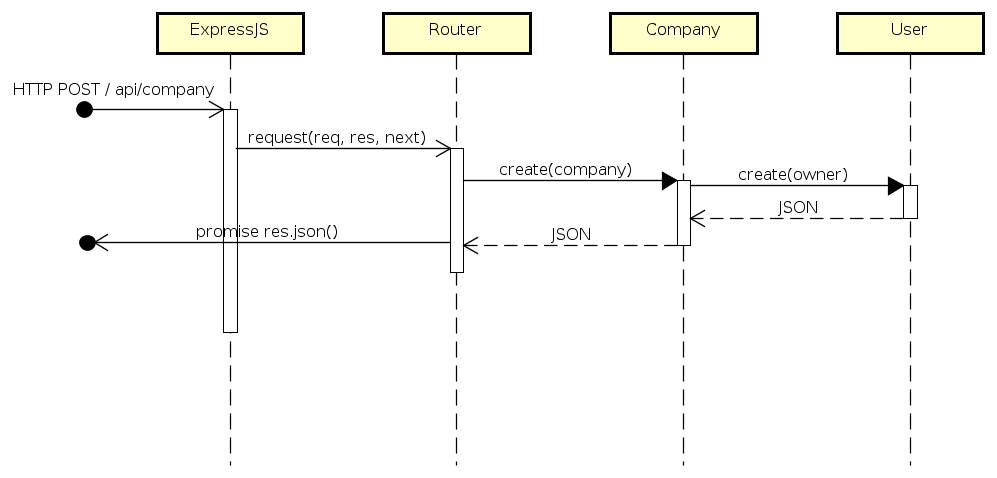 ExpressJS
Router
Company
User
HTTP POST / api/company
request(req, res, next)
create(company)
create(owner)
JSON
promise res.json()
JSON